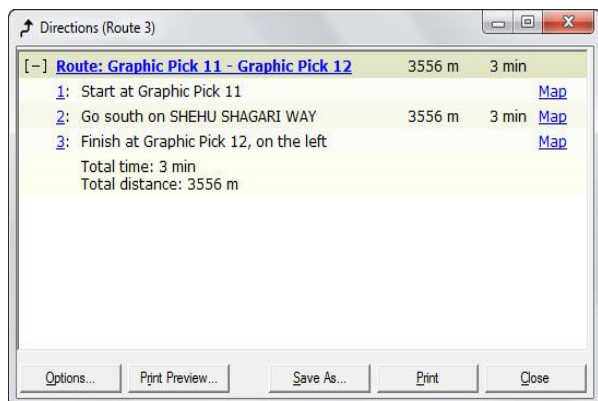 Directions (Route 3)
[-] Route: Graphic Pick 11 - Graphic Pick 12 3556 m 3 min
1: Start at Graphic Pick 11 Map
2: Go south on SHEHU SHAGARI WAY 3556 m 3 min Map
3: Finish at Graphic Pick 12, on the left Map
Total time: 3 min
Total distance: 3556 m
Options... Print Preview... Save As... Print Close